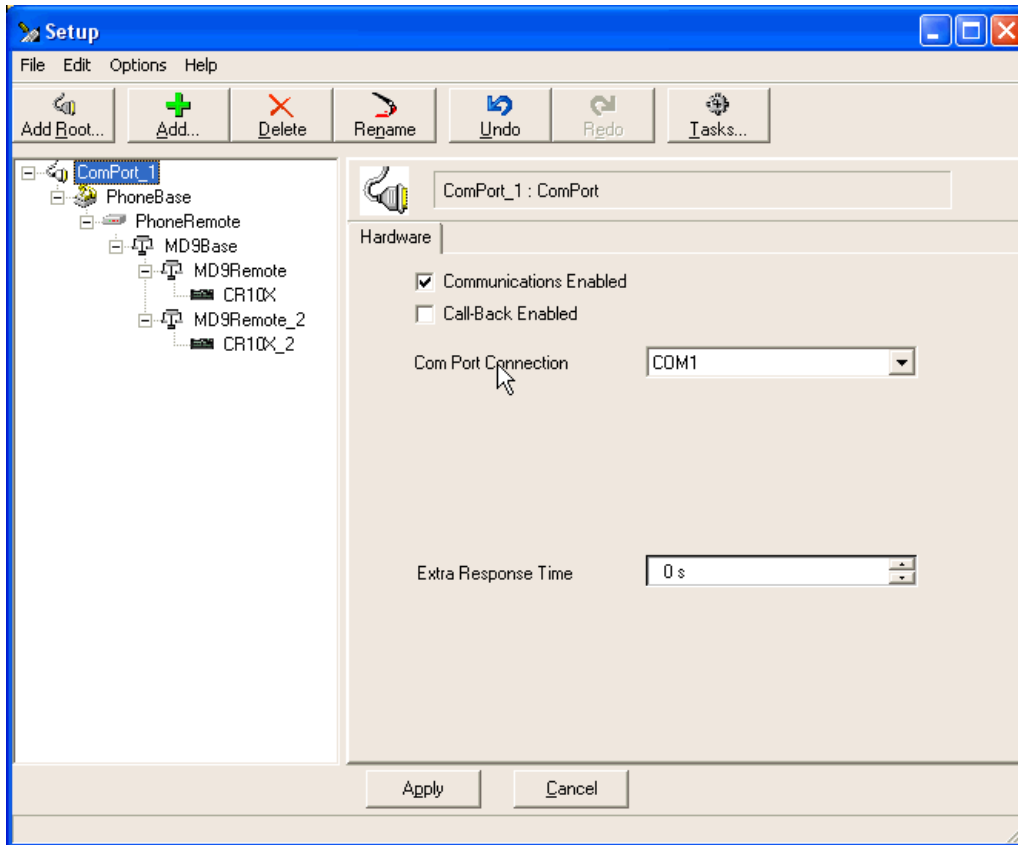 Setup
File Edit Options Help
Add Root... Add... Delete Rename Undo Redo Tasks...
ComPort_1
PhoneBase
PhoneRemote
MD9Base
MD9Remote
CR10X
MD9Remote_2
CR10X_2
ComPort_1 : ComPort
Hardware
Communications Enabled
Call-Back Enabled
Com Port Connection COM1
Extra Response Time 0 s
Apply Cancel